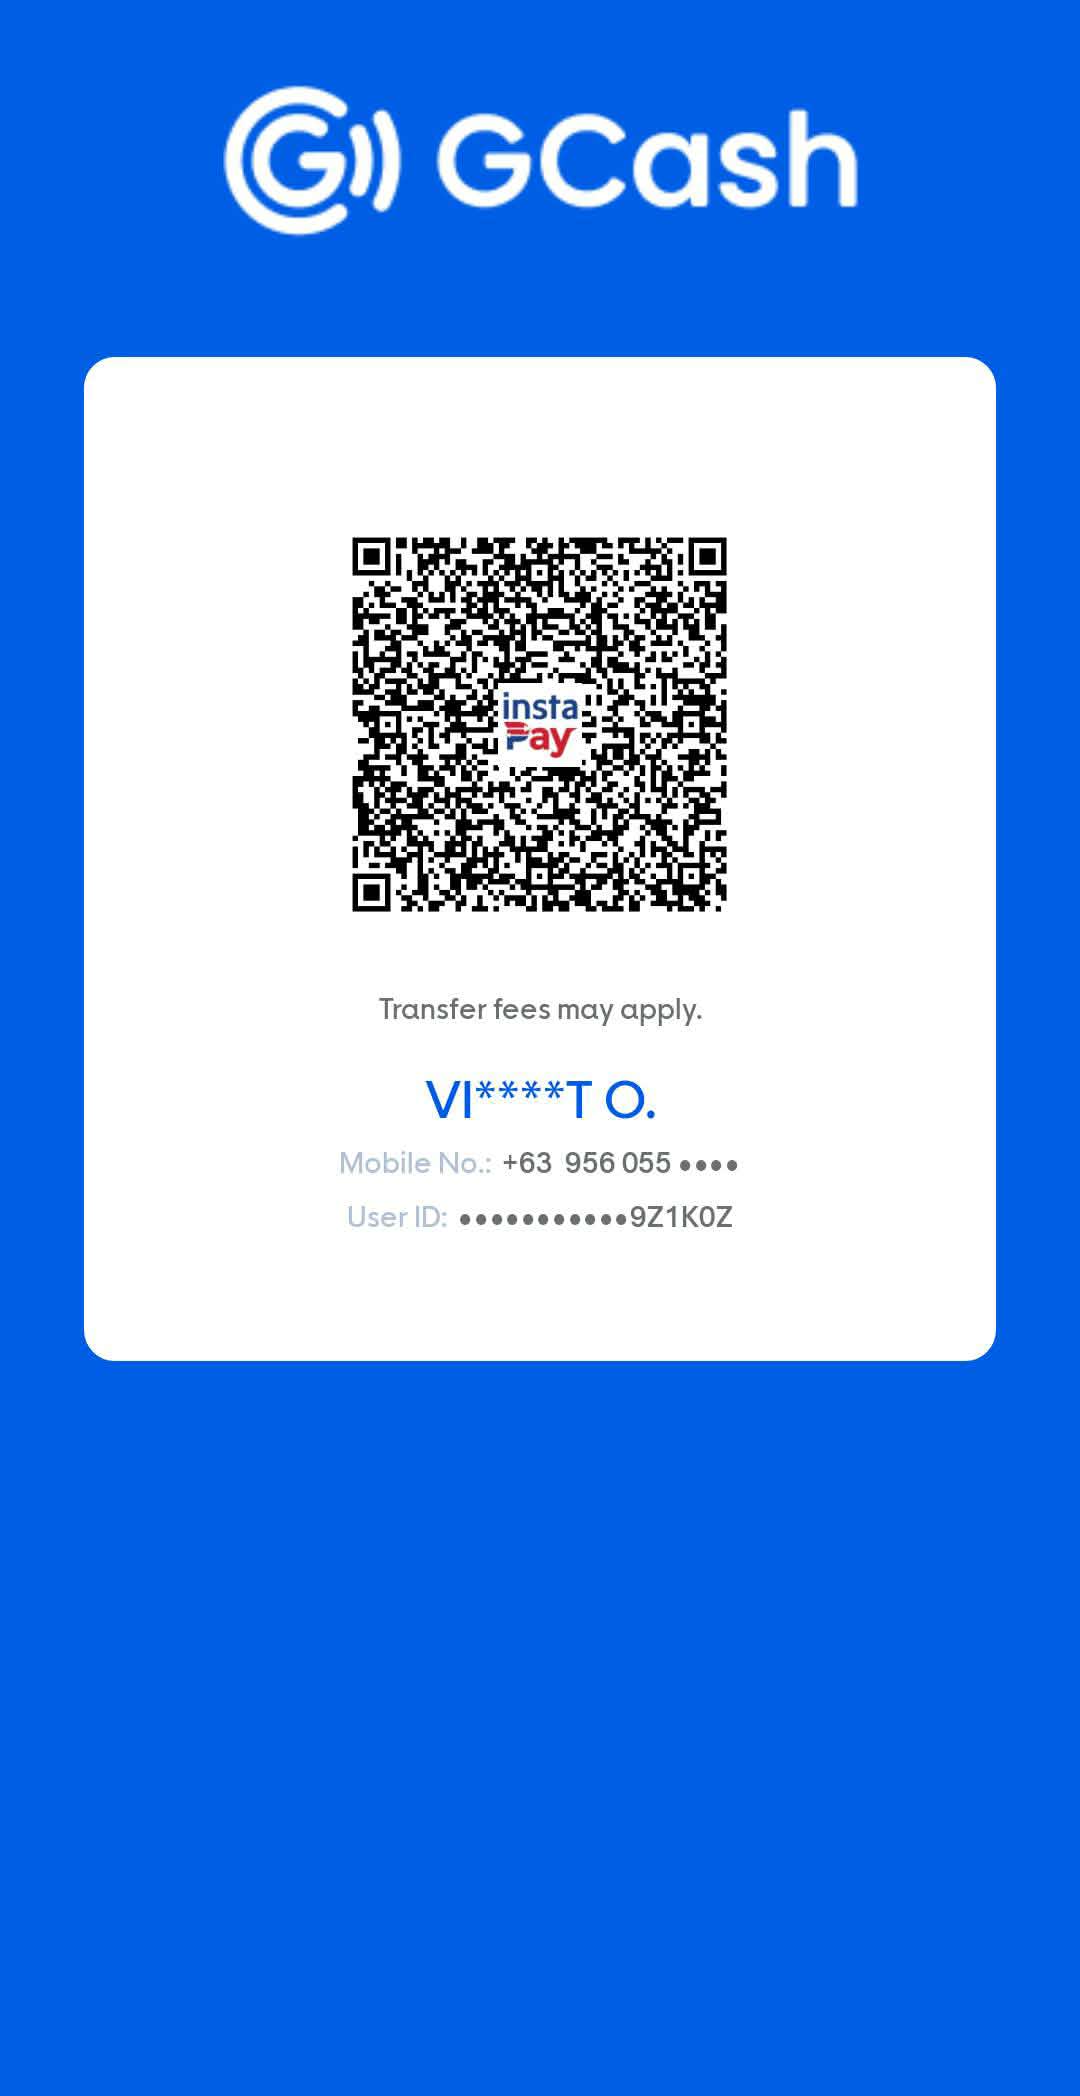 GCash
insta
Pay
Transfer fees may apply.
VI****T O.
Mobile No.: +63 956 055 ••••
User ID: •••••••••••9Z1K0Z